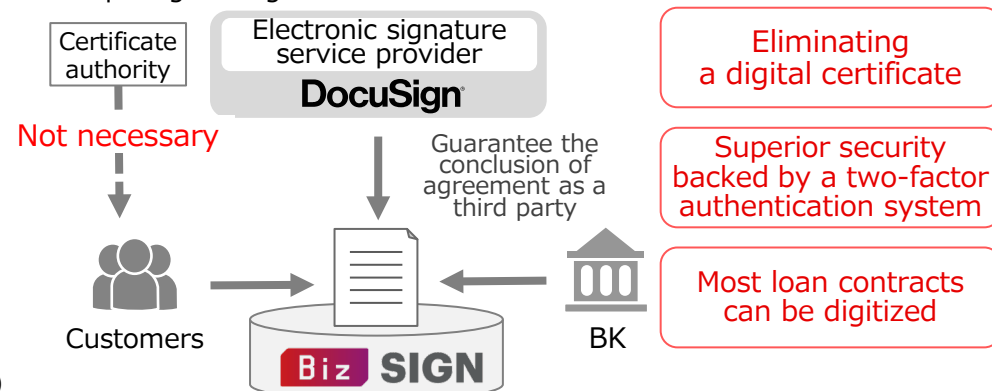 Certificate
authority
Electronic signature
service provider
DocuSign
Eliminating
a digital certificate
Not necessary
Guarantee the
conclusion of
agreement as a
third party
Superior security
backed by a two-factor
authentication system
Customers
BK
Most loan contracts
can be digitized
Biz SIGN